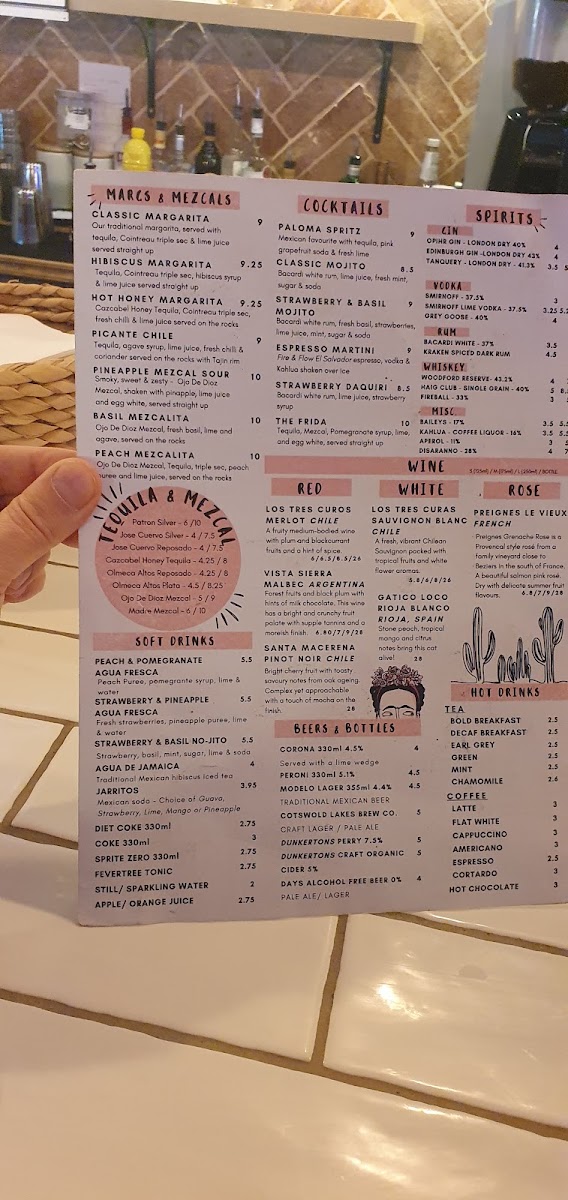 MARGS & MEZCALS
CLASSIC MARGARITA 9
Our traditional margarita, served with
tequila, Cointreau triple sec & lime juice
served straight up
HIBISCUS MARGARITA 9.25
Tequila, Cointreau triple sec, hibiscus syrup
& lime juice served straight up
HOT HONEY MARGARITA 9.25
Cazcabel Honey Tequila, Cointreau triple sec,
fresh chilli & lime juice served on the rocks
PICANTE CHILE 9
Tequila, agave syrup, lime juice, fresh chilli &
coriander served on the rocks with Tajin rim
PINEAPPLE MEZCAL SOUR 10
Smoky, sweet & zesty - Ojo De Dioz
Mezcal, shaken with pinapple, lime juice
and egg white, served straight up
BASIL MEZCALITA 10
Ojo De Dioz Mezcal, fresh basil, lime and
agave, served on the rocks
PEACH MEZCALITA 10
Ojo De Dioz Mezcal, Tequila, triple sec, peach
puree and lime juice, served on the rocks
TEQUILA & MEZCAL
Patron Silver - 6 /10
Jose Cuervo Silver - 4 / 7.5
Jose Cuervo Reposado - 4 / 7.5
Cazcabel Honey Tequila - 4.25 / 8
Olmeca Altos Reposado - 4.25 / 8
Olmeca Altos Plata - 4.5 / 8.25
Ojo De Dioz Mezcal - 5 / 9
Madre Mezcal - 6 / 10
SOFT DRINKS
PEACH & POMEGRANATE 5.5
AGUA FRESCA
Peach Puree, pomegrante syrup, lime &
water
STRAWBERRY & PINEAPPLE 5.5
AGUA FRESCA
Fresh strawberries, pineapple puree, lime
& water
STRAWBERRY & BASIL NO-JITO 5.5
Strawberry, basil, mint, sugar, lime & soda
AGUA DE JAMAICA 4
Traditional Mexican hibiscus iced tea
JARRITOS 3.95
Mexican soda - Choice of Guava,
Strawberry, Lime, Mango or Pineapple
DIET COKE 330ml 2.75
COKE 330ml 3
SPRITE ZERO 330ml 2.75
FEVERTREE TONIC 2.75
STILL/ SPARKLING WATER 2
APPLE/ ORANGE JUICE 2.75
COCKTAILS
PALOMA SPRITZ 9
Mexican favourite with tequila, pink
grapefruit soda & fresh lime
CLASSIC MOJITO 8.5
Bacardi white rum, lime juice, fresh mint,
sugar & soda
STRAWBERRY & BASIL 9
MOJITO
Bacardi white rum, fresh basil, strawberries,
lime juice, mint, sugar & soda
ESPRESSO MARTINI 9
Fire & Flow El Salvador espresso, vodka &
Kahlua shaken over ice
STRAWBERRY DAQUIRI 8.5
Bacardi white rum, lime juice, strawberry
syrup
THE FRIDA 10
Tequila, Mezcal, Pomegranate syrup, lime,
and egg white, served straight up
SPIRITS
GIN
OPIHR GIN - LONDON DRY 40% 4
EDINBURGH GIN -LONDON DRY 43% 4
TANQUERY - LONDON DRY - 41.3% 3.5
VODKA
SMIRNOFF - 37.5% 3
SMIRNOFF LIME VODKA - 37.5% 3.25
GREY GOOSE - 40% 4
RUM
BACARDI WHITE - 37% 3.5
KRAKEN SPICED DARK RUM 4.5
WHISKEY
WOODFORD RESERVE- 43.2% 4
HAIG CLUB - SINGLE GRAIN - 40% 5
FIREBALL - 33% 3
MISC.
BAILEYS - 17% 3.5
KAHLUA - COFFEE LIQUOR - 16% 3.5
APEROL - 11% 3
DISARANNO - 28% 4
WINE
RED
LOS TRES CUROS
MERLOT CHILE
A fruity medium-bodied wine
with plum and blackcurrant
fruits and a hint of spice.
6/6.5/8.5/26
VISTA SIERRA
MALBEC ARGENTINA
Forest fruits and black plum with
hints of milk chocolate. This wine
has a bright and crunchy fruit
palate with supple tannins and a
moreish finish. 6.80/7/9/28
SANTA MACERENA
PINOT NOIR CHILE
Bright cherry fruit with toasty
savoury notes from oak ageing.
Complex yet approachable
with a touch of mocha on the
finish. 28
WHITE
LOS TRES CURAS
SAUVIGNON BLANC
CHILE
A fresh, vibrant Chilean
Sauvignon packed with
tropical fruits and white
flower aromas.
5.8/6/8/26
GATICO LOCO
RIOJA BLANCO
RIOJA, SPAIN
Stone peach, tropical
mango and citrus
notes bring this cat
alive! 28
ROSE
PREIGNES LE VIEUX
FRENCH
Preignes Grenache Rose is a
Provencal style rosé from a
family vineyard close to
Beziers in the south of France.
A beautiful salmon pink rosé.
Dry with delicate summer fruit
flavours. 6.8/7/9/28
BEERS & BOTTLES
CORONA 330ml 4.5% 4
Served with a lime wedge
PERONI 330ml 5.1% 4.5
MODELO LAGER 355ml 4.4% 4.5
TRADITIONAL MEXICAN BEER
COTSWOLD LAKES BREW CO. 5
CRAFT LAGER / PALE ALE
DUNKERTONS PERRY 7.5% 5
DUNKERTONS CRAFT ORGANIC 5
CIDER 5%
DAYS ALCOHOL FREE BEER 0% 4
PALE ALE/ LAGER
HOT DRINKS
TEA
BOLD BREAKFAST 2.5
DECAF BREAKFAST 2.5
EARL GREY 2.5
GREEN 2.5
MINT 2.5
CHAMOMILE 2.6
COFFEE
LATTE 3
FLAT WHITE 3
CAPPUCCINO 3
AMERICANO 3
ESPRESSO 2.5
CORTARDO 3
HOT CHOCOLATE 3